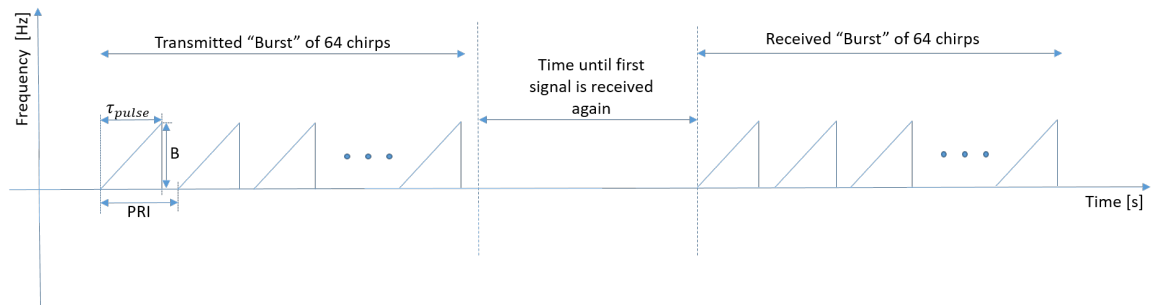 Frequency [Hz]
Transmitted “Burst” of 64 chirps
Received “Burst” of 64 chirps
Time until first
signal is received
again
τpulse
B
PRI
Time [s]